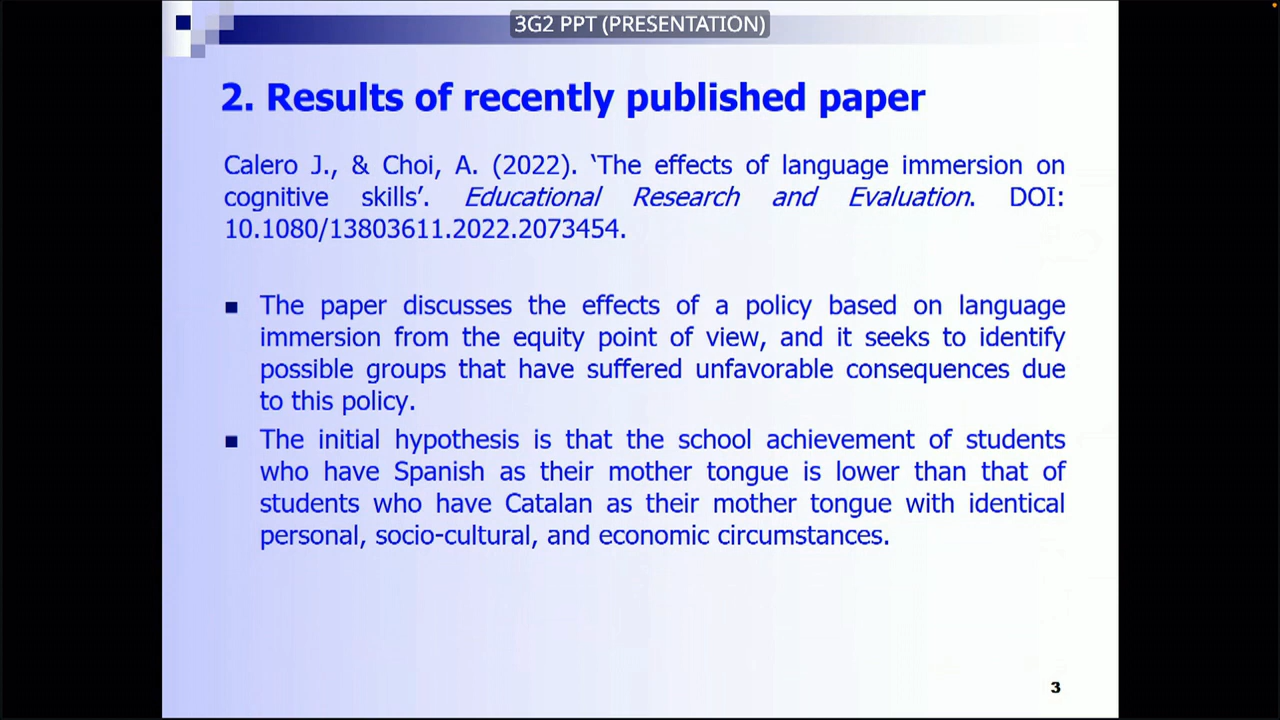 3G2 PPT (PRESENTATION)
2. Results of recently published paper
Calero J., & Choi, A. (2022). ‘The effects of language immersion on
cognitive skills’. Educational Research and Evaluation. DOI:
10.1080/13803611.2022.2073454.
The paper discusses the effects of a policy based on language
immersion from the equity point of view, and it seeks to identify
possible groups that have suffered unfavorable consequences due
to this policy.
The initial hypothesis is that the school achievement of students
who have Spanish as their mother tongue is lower than that of
students who have Catalan as their mother tongue with identical
personal, socio-cultural, and economic circumstances.
3